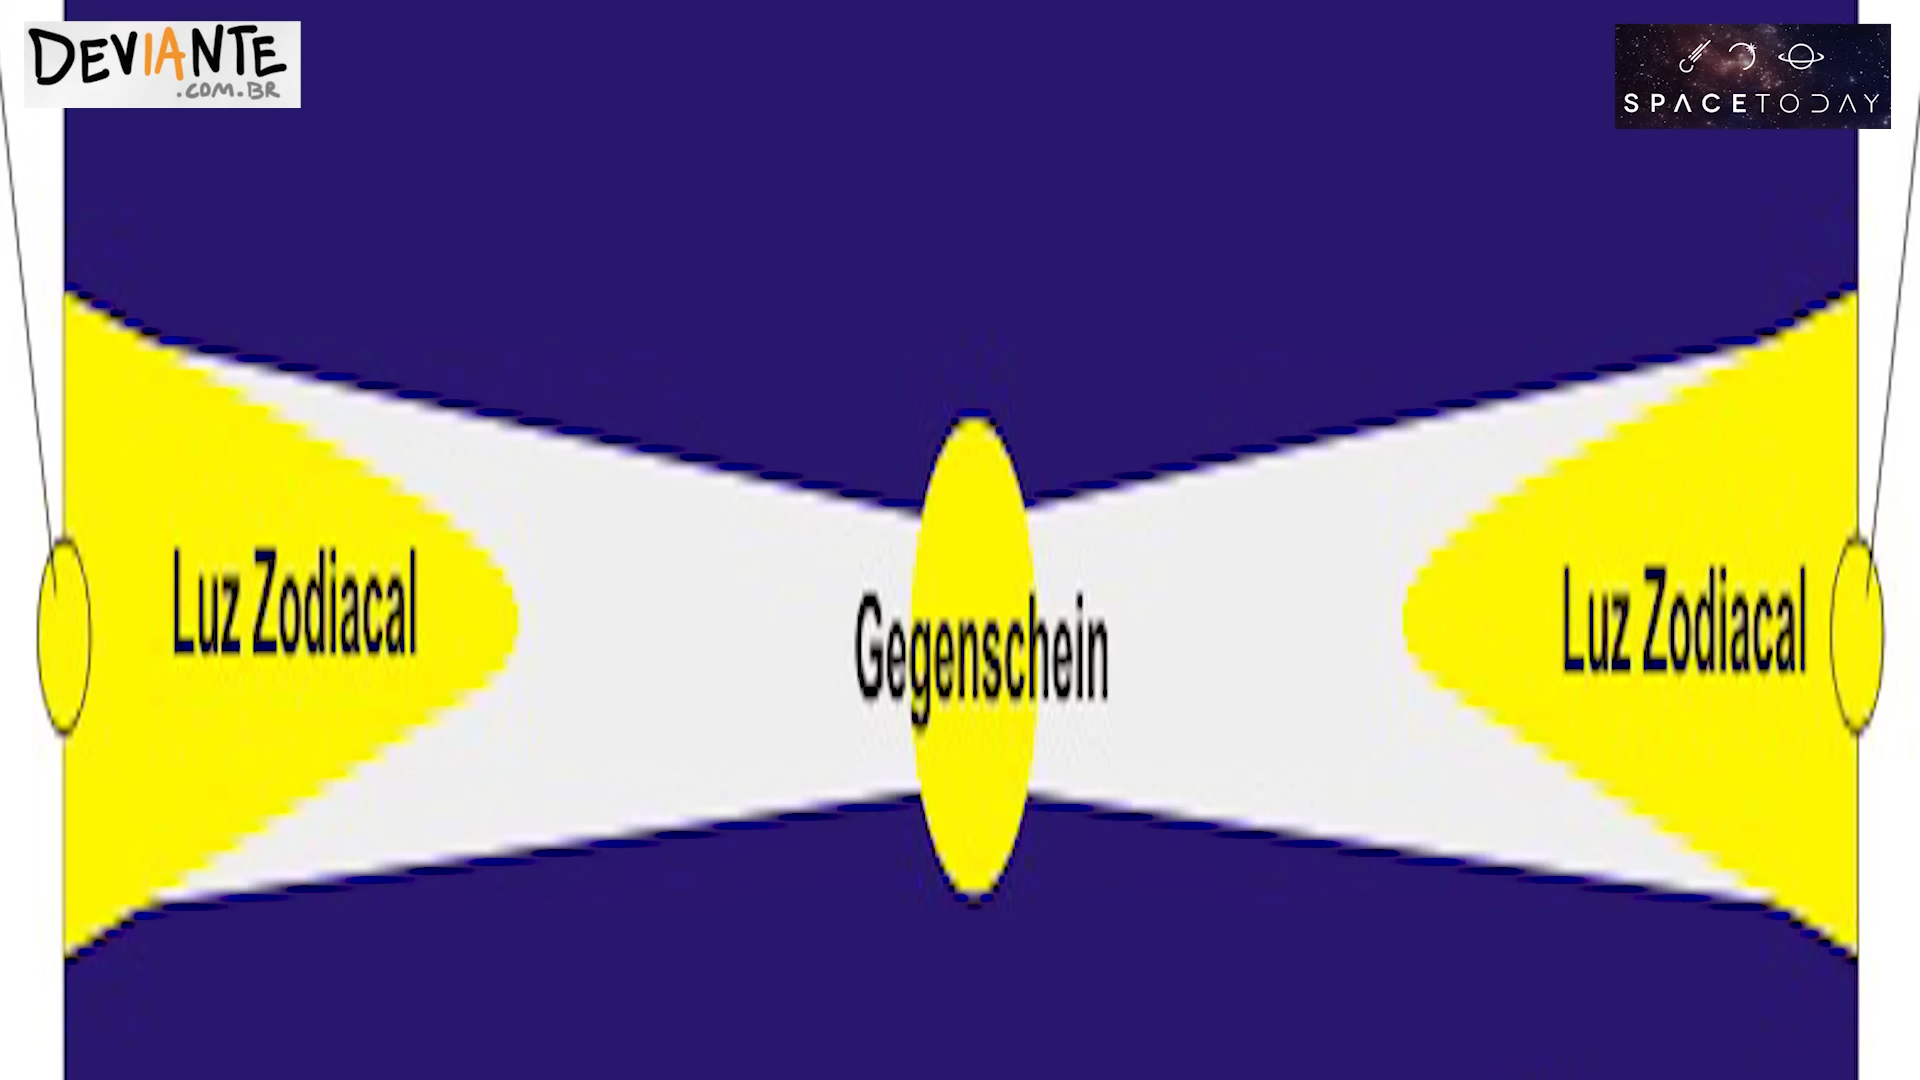 DEVIANTE
.COM.BR
SPACETODAY
Luz Zodiacal
Gegenschein
Luz Zodiacal